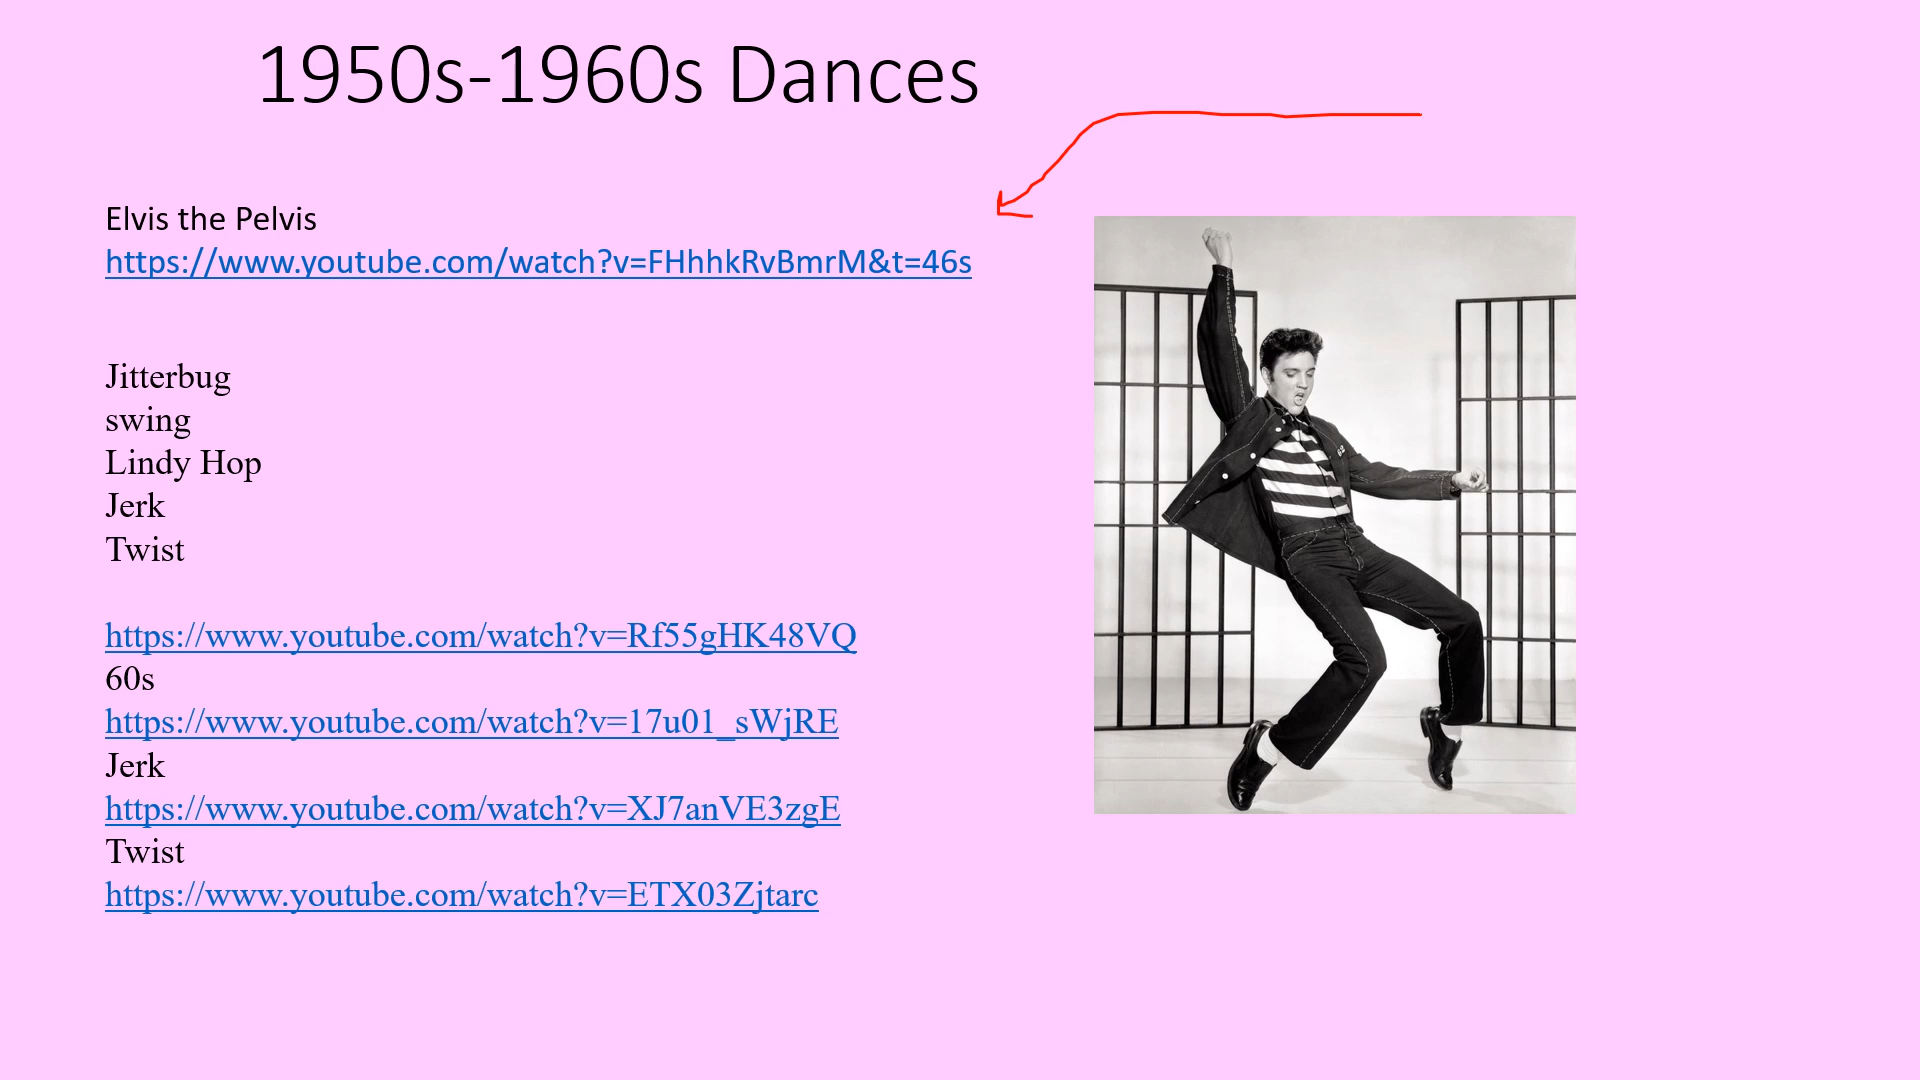 1950s-1960s Dances
Elvis the Pelvis
https://www.youtube.com/watch?v=FHhhkRvBmrM&t=46s
Jitterbug
swing
Lindy Hop
Jerk
Twist
https://www.youtube.com/watch?v=Rf55gHK48VQ
60s
https://www.youtube.com/watch?v=17u01_sWjRE
Jerk
https://www.youtube.com/watch?v=XJ7anVE3zgE
Twist
https://www.youtube.com/watch?v=ETX03Zjtarc